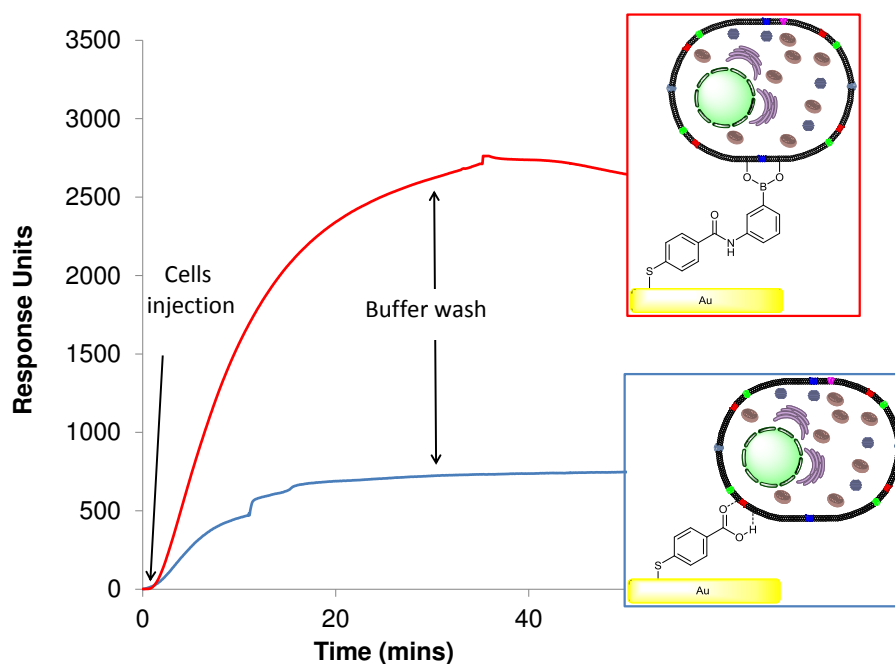 3500
3000
2500
2000
1500
1000
500
0
Response Units
0
20
40
Time (mins)
Cells
injection
Buffer wash
O
O
B
O
N
H
S
Au
O
O
H
S
Au